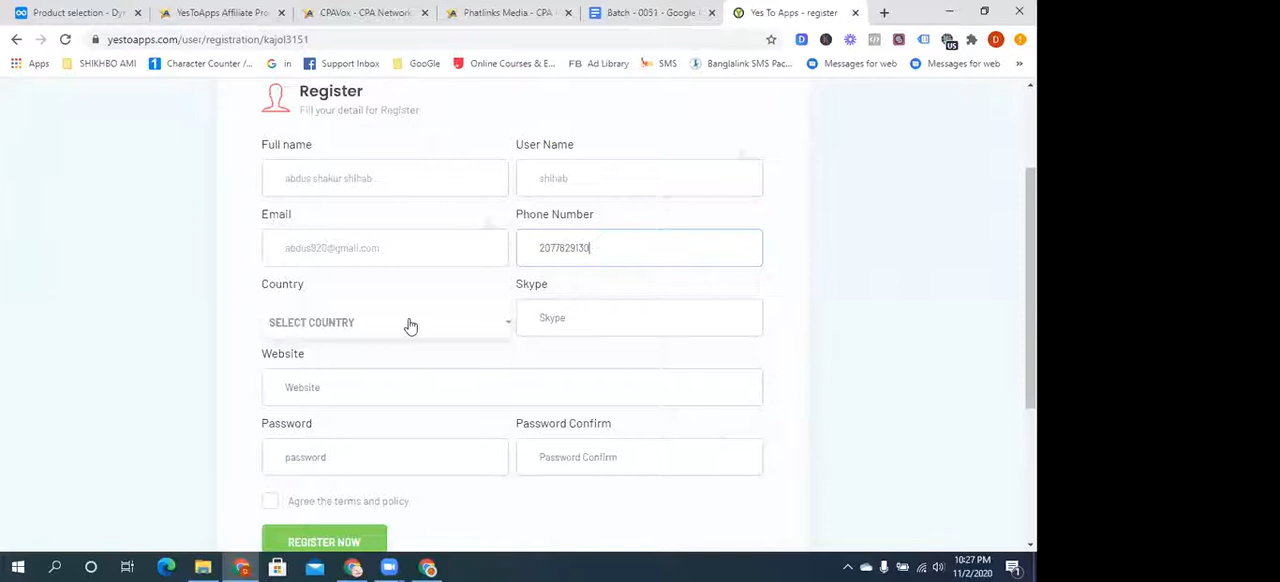 Product selection - Dy
YesToApps Affiliate Pro
CPAVox - CPA Network
Phatlinks Media - CPA
Batch - 0051 - Google
Yes To Apps - register
yestoapps.com/user/registration/kajol3151
Apps
SHIKHBO AMI
Character Counter /...
in
Support Inbox
GooGle
Online Courses & E...
FB Ad Library
SMS
Banglalink SMS Pac...
Messages for web
Messages for web
»
US
D
D
Register
Fill your detail for Register
Full name
User Name
abdus shakur shihab
shihab
Email
Phone Number
abdus920@gmail.com
2077829130
Country
Skype
SELECT COUNTRY
Skype
Website
Website
Password
Password Confirm
password
Password Confirm
Agree the terms and policy
REGISTER NOW
10:27 PM
11/2/2020